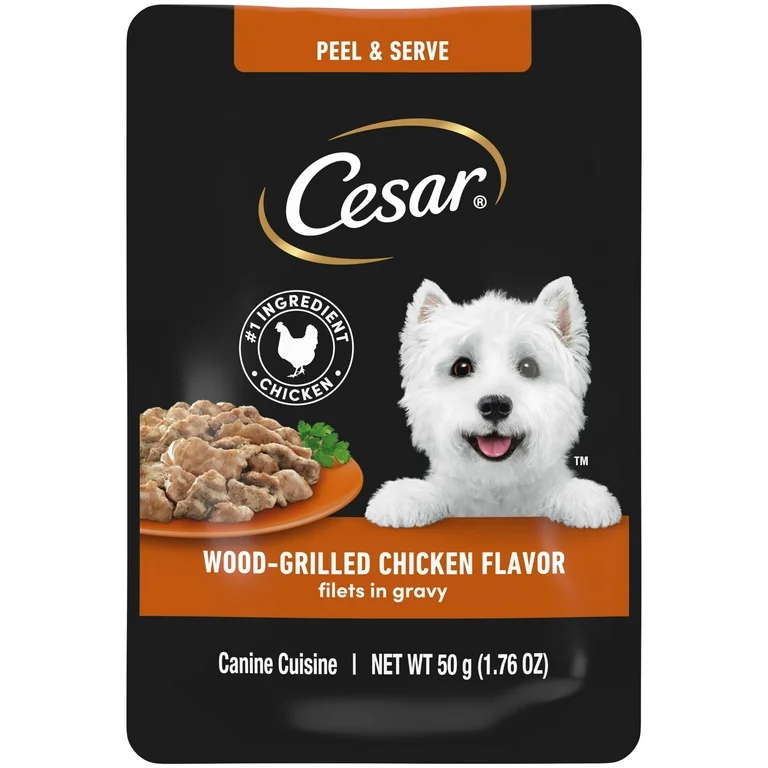 PEEL & SERVE
Cesar®
#1 INGREDIENT
• CHICKEN •
TM
WOOD-GRILLED CHICKEN FLAVOR
filets in gravy
Canine Cuisine | NET WT 50 g (1.76 OZ)